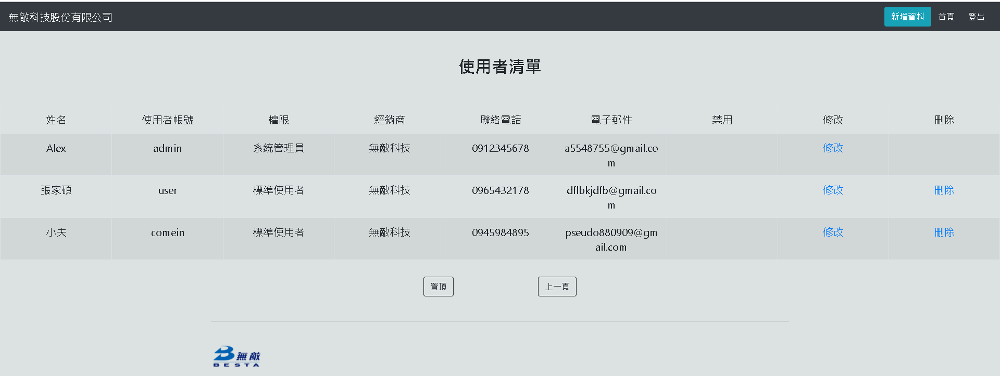 無敵科技股份有限公司 新增資料 首頁 登出
使用者清單
姓名 使用者帳號 權限 經銷商 聯絡電話 電子郵件 禁用 修改 刪除
Alex admin 系統管理員 無敵科技 0912345678 a5548755@gmail.co 修改
m
張家碩 user 標準使用者 無敵科技 0965432178 dflbkjdfb@gmail.co 修改 刪除
m
小夫 comein 標準使用者 無敵科技 0945984895 pseudo880909@gm 修改 刪除
ail.com
置頂 上一頁
無敵
BESTA